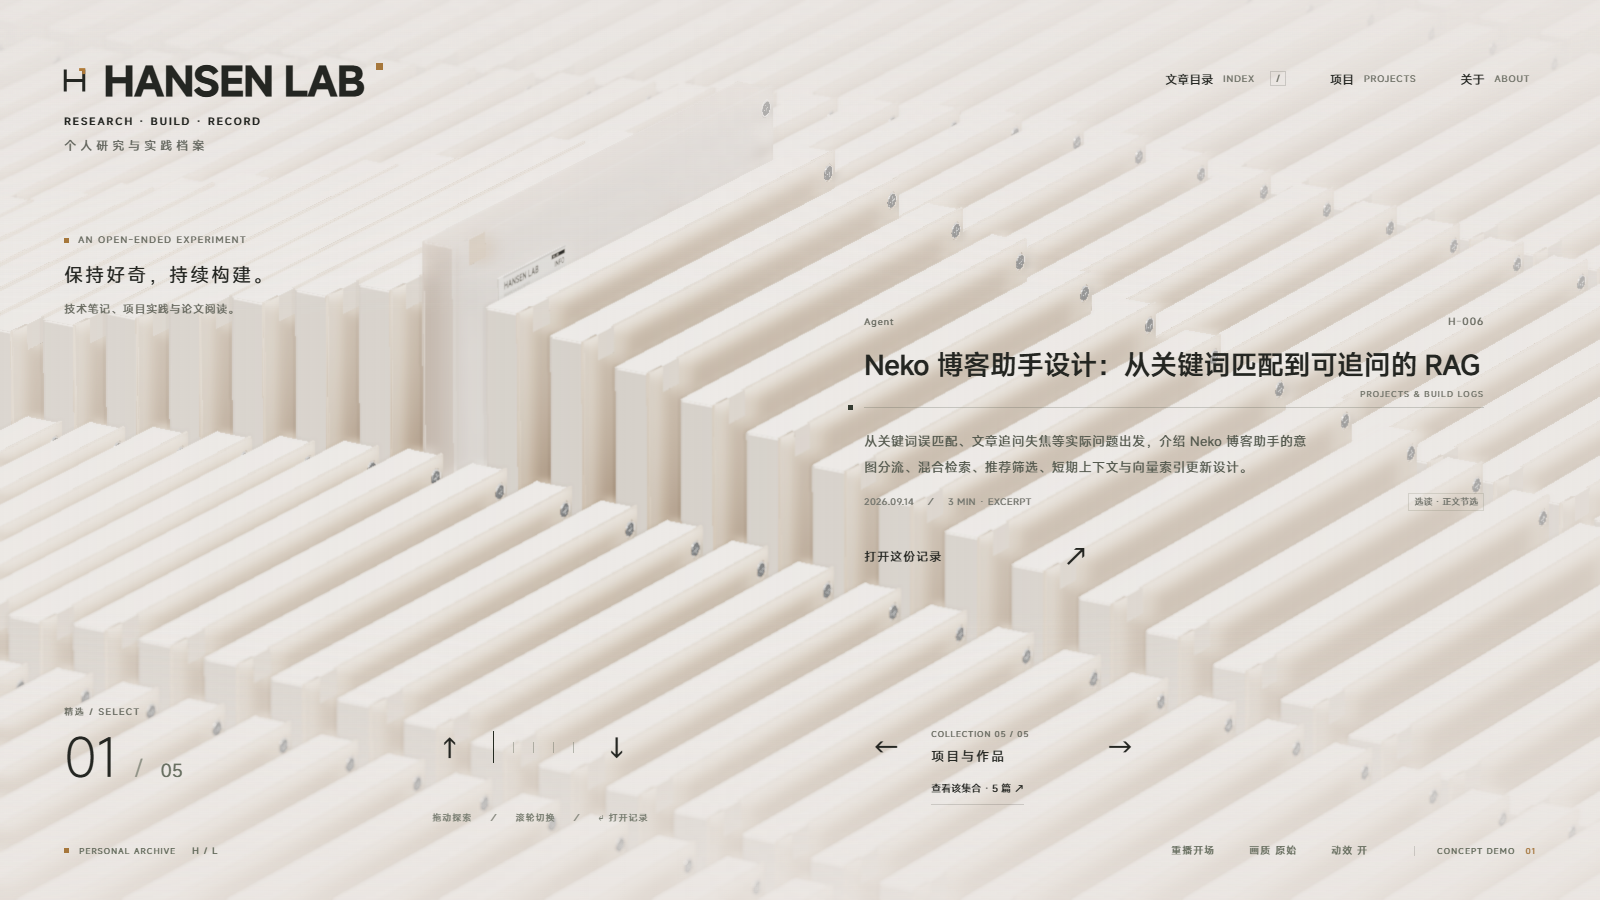 HANSEN LAB
RESEARCH · BUILD · RECORD
个人研究与实践档案
文章目录 INDEX /
项目 PROJECTS
关于 ABOUT
AN OPEN-ENDED EXPERIMENT
保持好奇，持续构建。
技术笔记、项目实践与论文阅读。
HANSEN LAB
Agent
H-006
Neko 博客助手设计：从关键词匹配到可追问的 RAG
PROJECTS & BUILD LOGS
从关键词误匹配、文章追问失焦等实际问题出发，介绍 Neko 博客助手的意
图分流、混合检索、推荐筛选、短期上下文与向量索引更新设计。
2026.09.14 / 3 MIN · EXCERPT
选读 · 正文节选
打开这份记录 ↗
精选 / SELECT
01 / 05
↑ ↓
拖动探索 / 滚轮切换 / ↲ 打开记录
← →
COLLECTION 05 / 05
项目与作品
查看该集合 · 5 篇 ↗
PERSONAL ARCHIVE H / L
重播开场 画质 原始 动效 开
CONCEPT DEMO 01